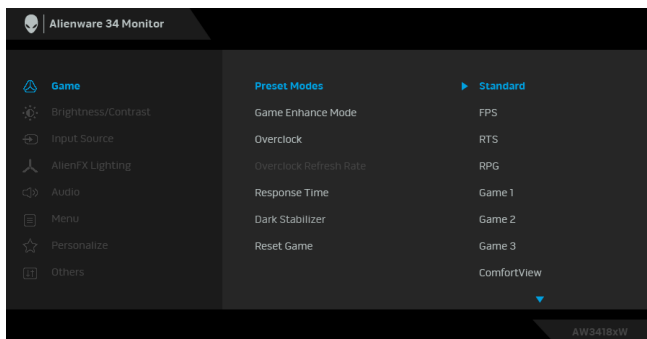 Alienware 34 Monitor
Game
Preset Modes
Standard
Brightness/Contrast
Game Enhance Mode
FPS
Input Source
Overclock
RTS
AlienFX Lighting
Overclock Refresh Rate
RPG
Audio
Response Time
Game 1
Menu
Dark Stabilizer
Game 2
Personalize
Reset Game
Game 3
Others
ComfortView
AW3418xW